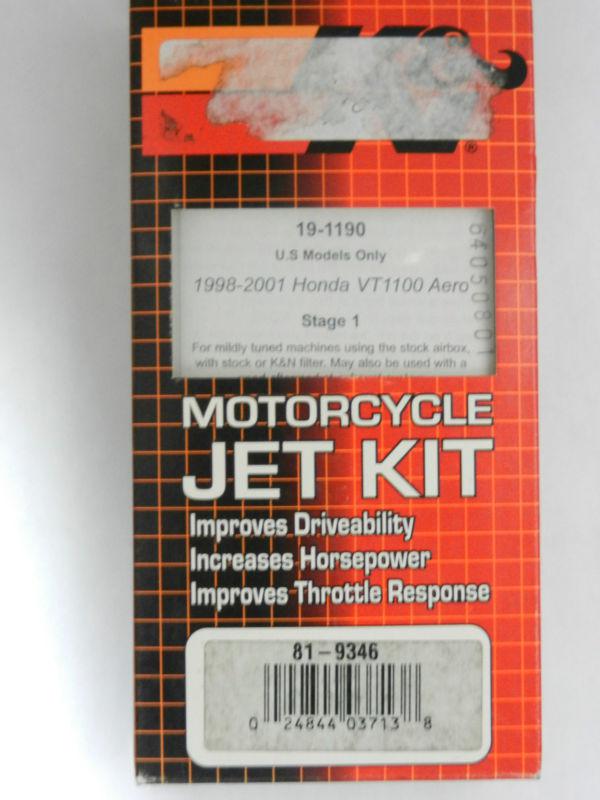 K
®
19-1190
U.S Models Only
1998-2001 Honda VT1100 Aero
Stage 1
For mildly tuned machines using the stock airbox,
with stock or K&N filter. May also be used with a
64050801
MOTORCYCLE
JET KIT
Improves Driveability
Increases Horsepower
Improves Throttle Response
81-9346
0 24844 03713 8